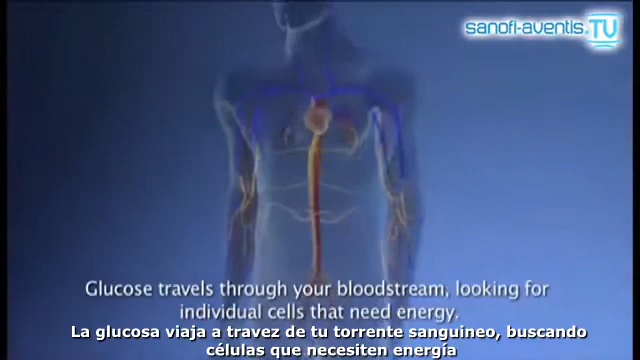 sanofi-aventis.TU
Glucose travels through your bloodstream, looking for
individual cells that need energy.
La glucosa viaja a travez de tu torrente sanguineo, buscando
células que necesiten energía